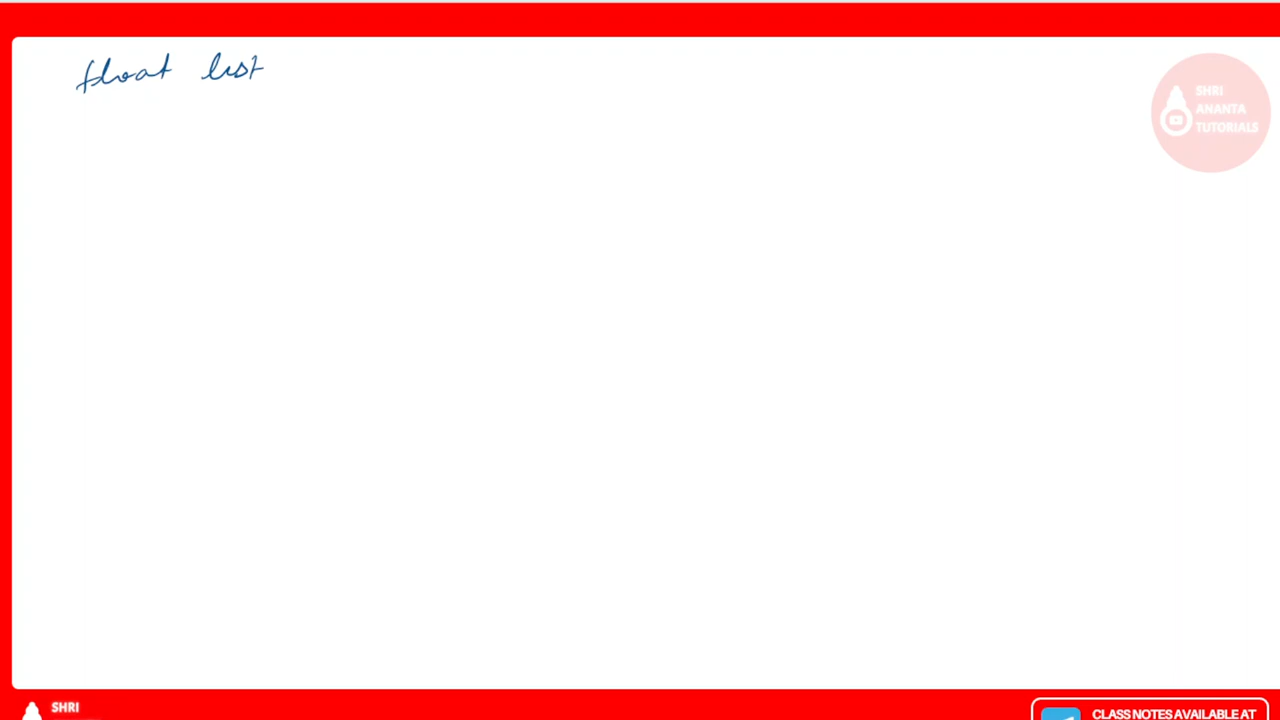 float list
SHRI
ANANTA
TUTORIALS
SHRI
CLASS NOTES AVAILABLE AT